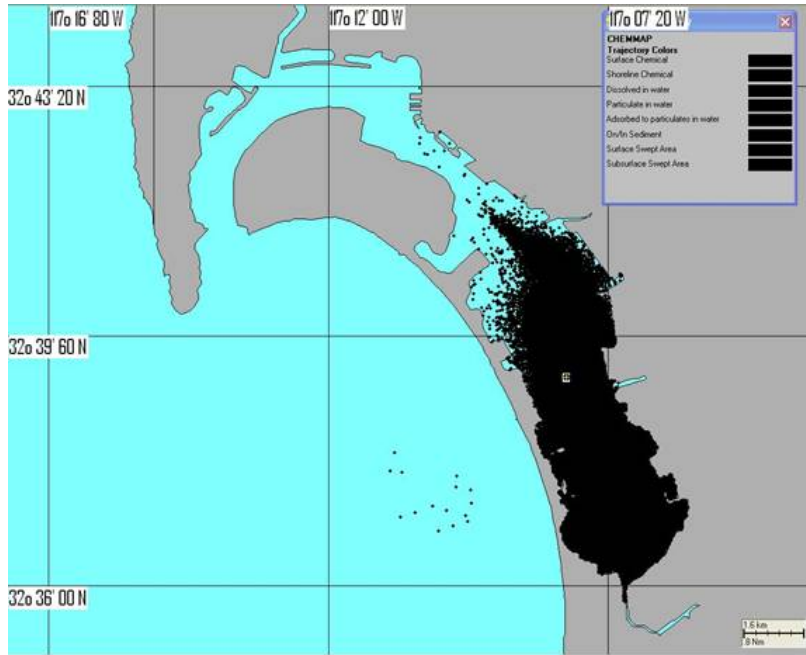 117o 16' 80 W
117o 12' 00 W
117o 07' 20 W
CHEMMAP
Trajectory Colors
Surface Chemical
Shoreline Chemical
Dissolved in water
Particulate in water
Adsorbed to particulates in water
On/In Sediment
Surface Swept Area
Subsurface Swept Area
32o 43' 20 N
32o 39' 60 N
32o 36' 00 N
1.6 km
.8 Nm